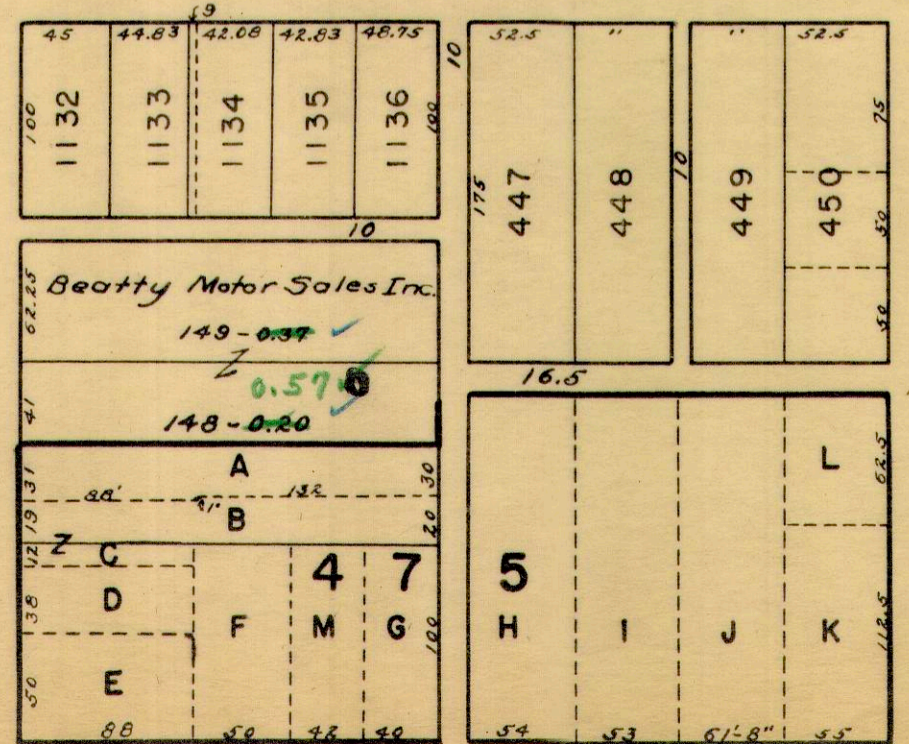 9
45 44.83 42.08 42.83 48.75
10
52.5 " " 52.5
100 1132 1133 1134 1135 1136 100
175 447 448 10 449 450 75 50 50
10
62.25 Beatty Motor Sales Inc.
149-0.37
Z
0.57 6
41 148-0.20
16.5
31 A 30
88' 132
1'
19 B 20
Z
12 C
38 D
50 E
F
4 M
7 G
100
88 50 42 40
5 H
I
J
K
L
62.5
112.5
54 53 61'-8" 55